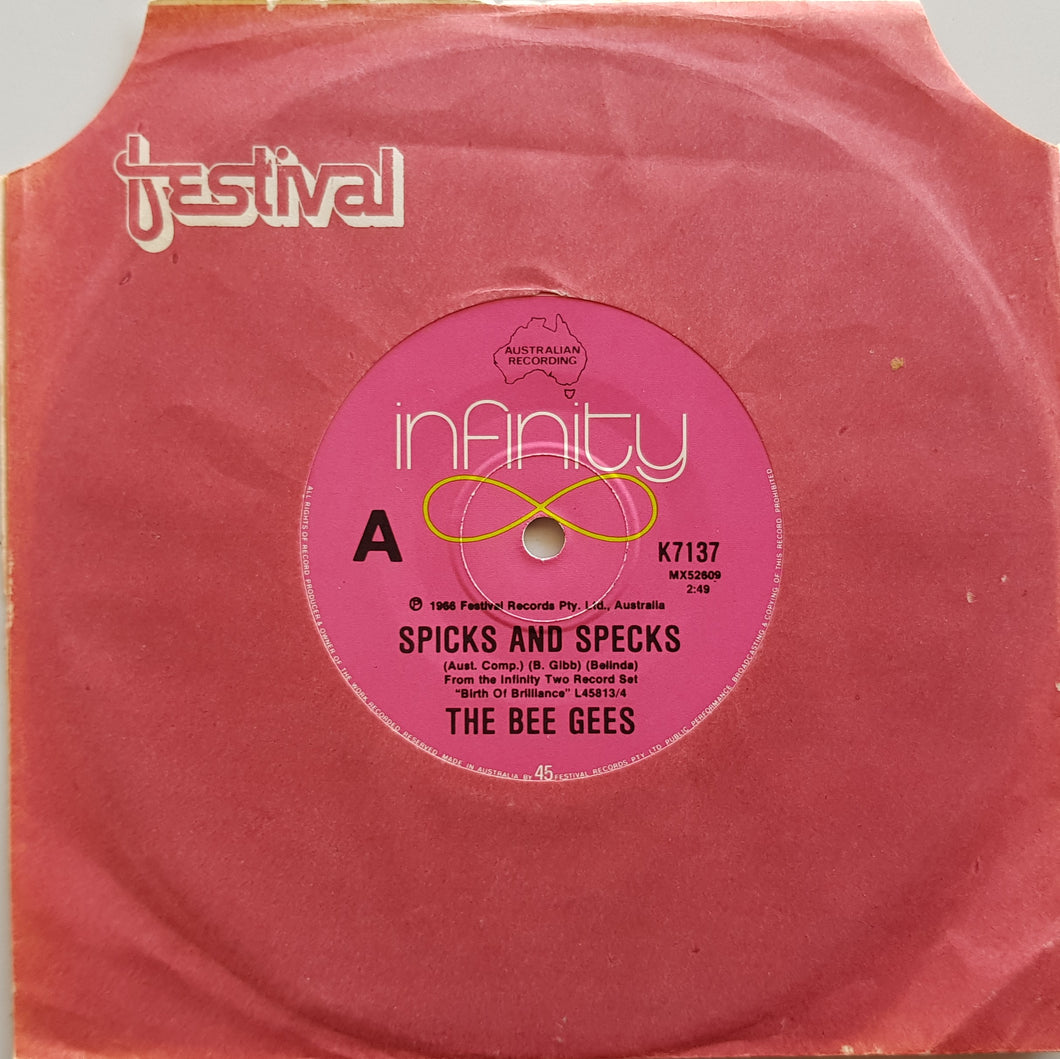 festival
AUSTRALIAN
RECORDING
infinity
A
K7137
MX52609
2:49
℗ 1966 Festival Records Pty. Ltd., Australia
SPICKS AND SPECKS
(Aust. Comp.) (B. Gibb) (Belinda)
From the Infinity Two Record Set
"Birth Of Brilliance" L45813/4
THE BEE GEES
ALL RIGHTS OF RECORD PRODUCER & OWNER OF THE WORK RECORDED RESERVED MADE IN AUSTRALIA BY 45 FESTIVAL RECORDS PTY LTD PUBLIC PERFORMANCE BROADCASTING & COPYING OF THIS RECORD PROHIBITED